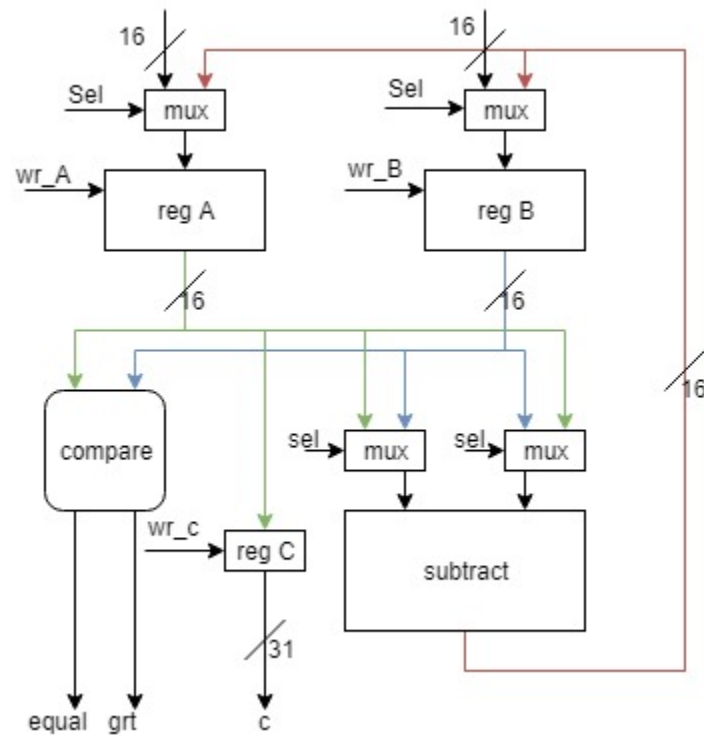 16
16
Sel
mux
Sel
mux
wr_A
reg A
wr_B
reg B
16
16
16
compare
sel
mux
sel
mux
wr_c
reg C
subtract
31
equal
grt
c